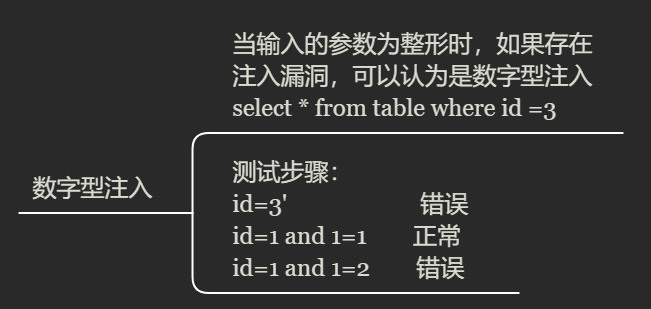 当输入的参数为整形时，如果存在
注入漏洞，可以认为是数字型注入
select * from table where id =3
数字型注入
测试步骤：
id=3' 错误
id=1 and 1=1 正常
id=1 and 1=2 错误